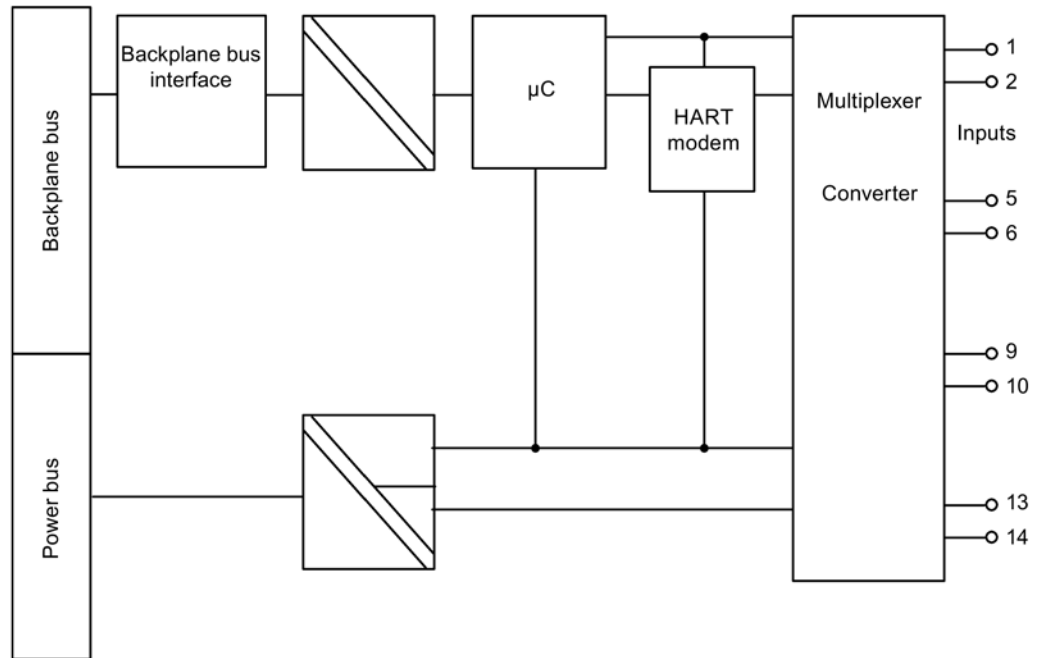 Backplane bus
Backplane bus
interface
µC
HART
modem
Multiplexer
Converter
1
2
Inputs
5
6
9
10
13
14
Power bus